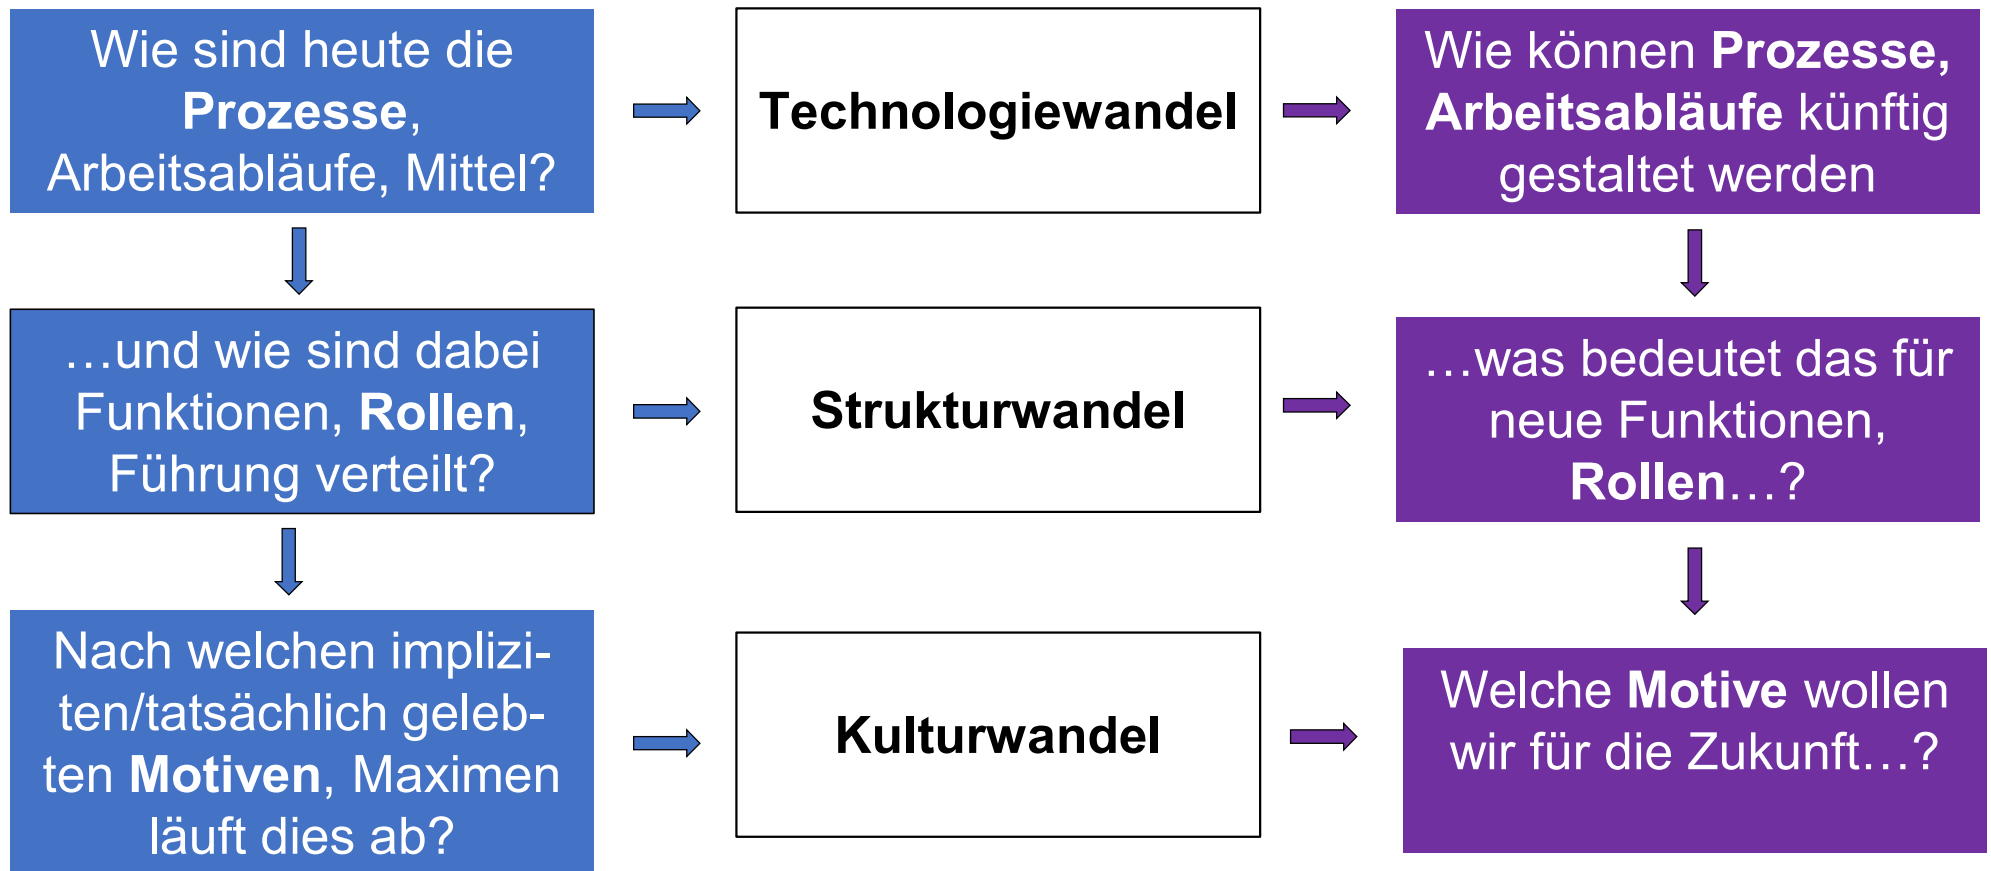 Wie sind heute die
Prozesse,
Arbeitsabläufe, Mittel?
Technologiewandel
Wie können Prozesse,
Arbeitsabläufe künftig
gestaltet werden
…und wie sind dabei
Funktionen, Rollen,
Führung verteilt?
Strukturwandel
…was bedeutet das für
neue Funktionen,
Rollen…?
Nach welchen implizi-
ten/tatsächlich geleb-
ten Motiven, Maximen
läuft dies ab?
Kulturwandel
Welche Motive wollen
wir für die Zukunft…?